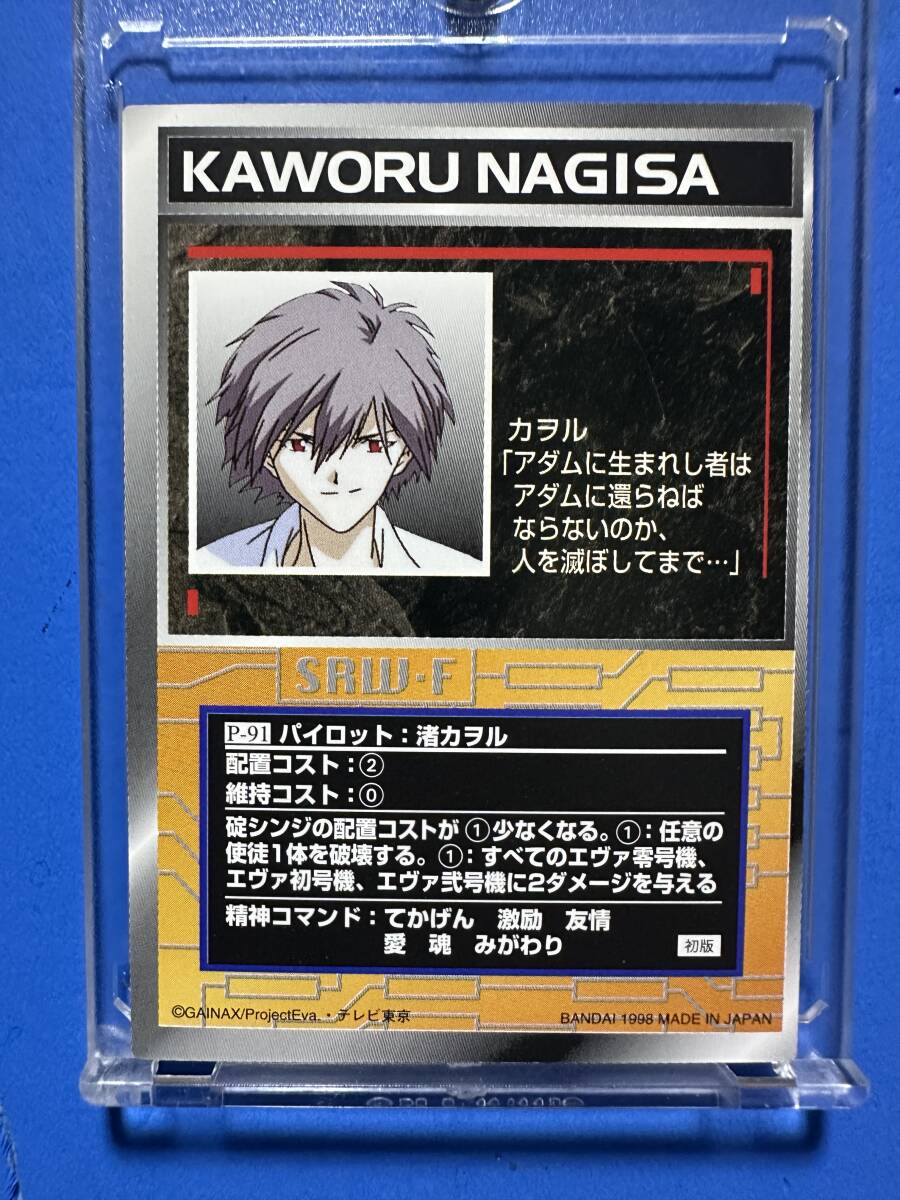 KAWORU NAGISA
カヲル
「アダムに生まれし者は
アダムに還らねば
ならないのか、
人を滅ぼしてまで…」
SRW・F
P-91 パイロット：渚カヲル
配置コスト：②
維持コスト：⓪
碇シンジの配置コストが①少なくなる。①：任意の
使徒1体を破壊する。①：すべてのエヴァ零号機、
エヴァ初号機、エヴァ弐号機に2ダメージを与える
精神コマンド：てかげん 激励 友情
愛 魂 みがわり
初版
©GAINAX/ProjectEva.・テレビ東京
BANDAI 1998 MADE IN JAPAN